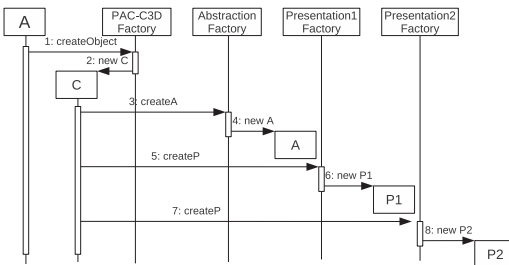 A
PAC-C3D
Factory
Abstraction
Factory
Presentation1
Factory
Presentation2
Factory
1: createObject
2: new C
C
3: createA
4: new A
A
5: createP
6: new P1
P1
7: createP
8: new P2
P2